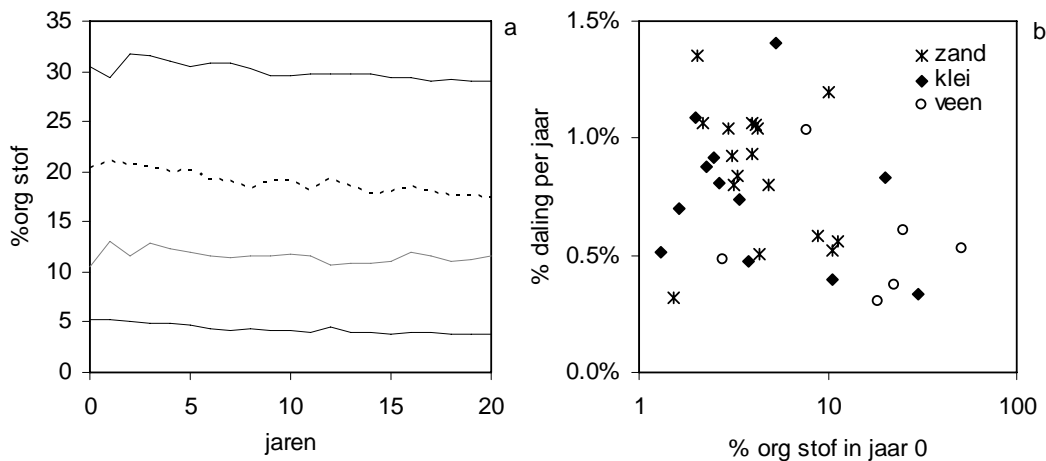 a
35
30
25
20
15
10
5
0
%org stof
0 5 10 15 20
jaren
b
1.5%
1.0%
0.5%
0.0%
% daling per jaar
zand
klei
veen
1 10 100
% org stof in jaar 0